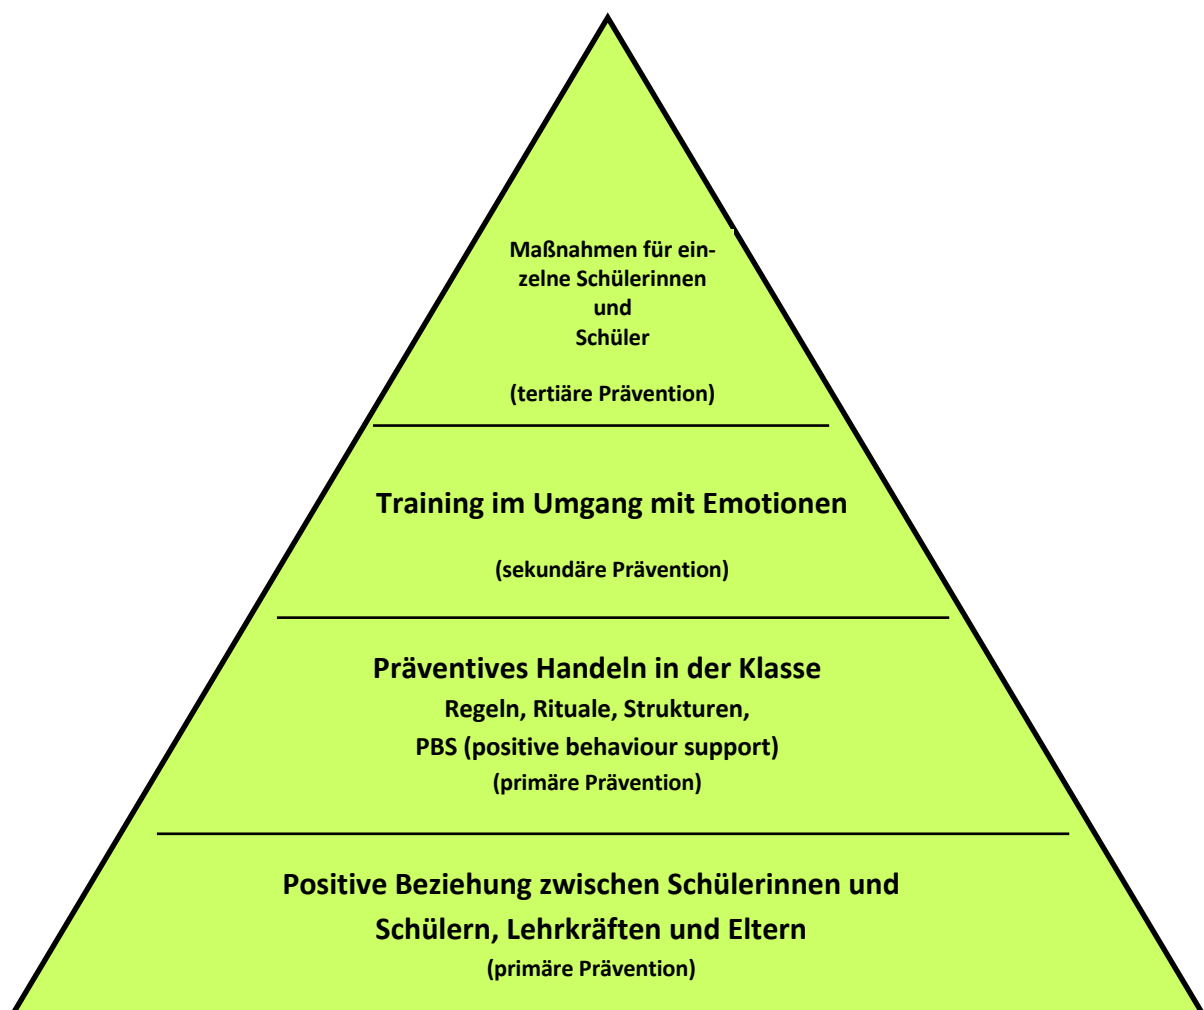 Maßnahmen für ein-
zelne Schülerinnen
und
Schüler
(tertiäre Prävention)
Training im Umgang mit Emotionen
(sekundäre Prävention)
Präventives Handeln in der Klasse
Regeln, Rituale, Strukturen,
PBS (positive behaviour support)
(primäre Prävention)
Positive Beziehung zwischen Schülerinnen und
Schülern, Lehrkräften und Eltern
(primäre Prävention)